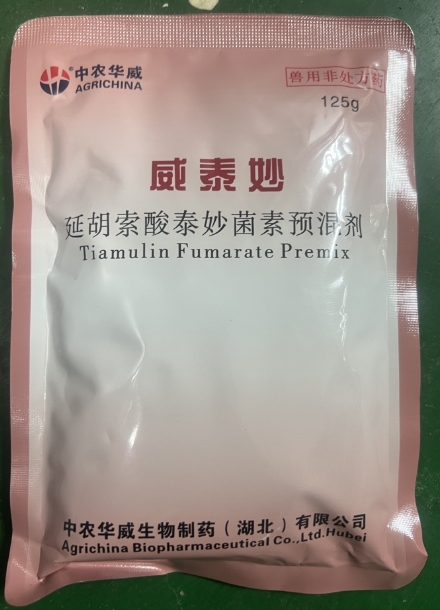 中农华威
AGRICHINA
兽用非处方药
125g
威泰妙
延胡索酸泰妙菌素预混剂
Tiamulin Fumarate Premix
中农华威生物制药（湖北）有限公司
Agrichina Biopharmaceutical Co.,Ltd.Hubei